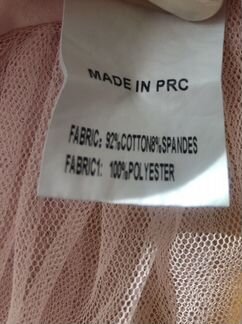 MADE IN PRC
FABRIC: 92%COTTON8%SPANDES
FABRIC1: 100%POLYESTER